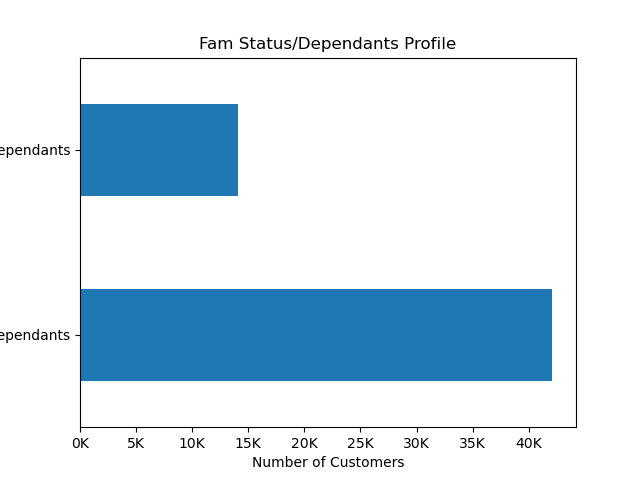 Fam Status/Dependants Profile
ependants
ependants
0K 5K 10K 15K 20K 25K 30K 35K 40K
Number of Customers